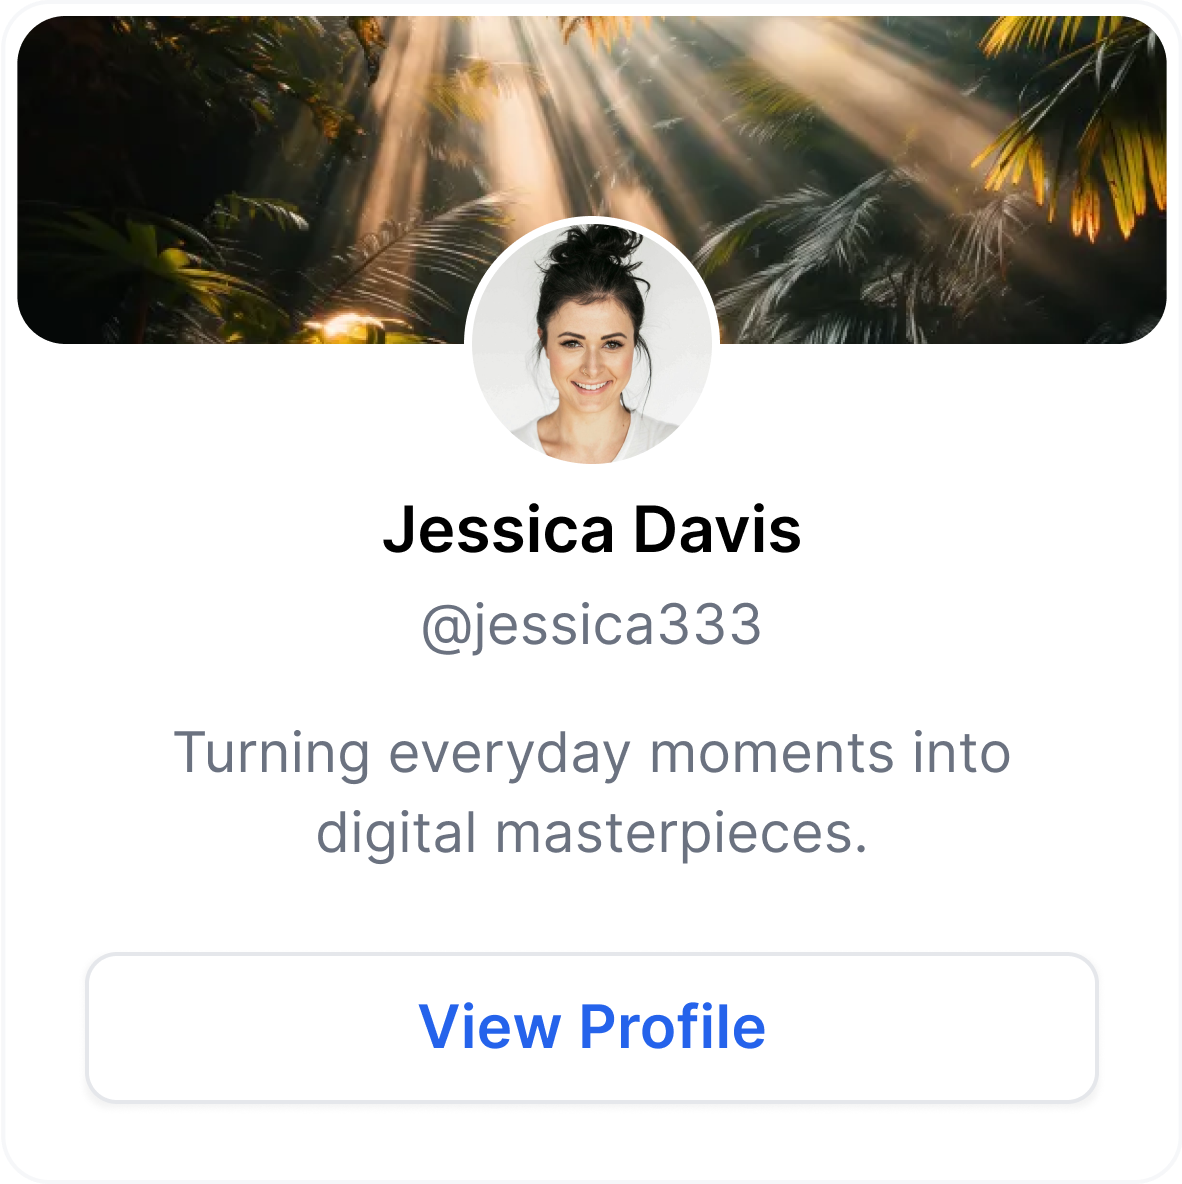 Jessica Davis
@jessica333
Turning everyday moments into
digital masterpieces.
View Profile